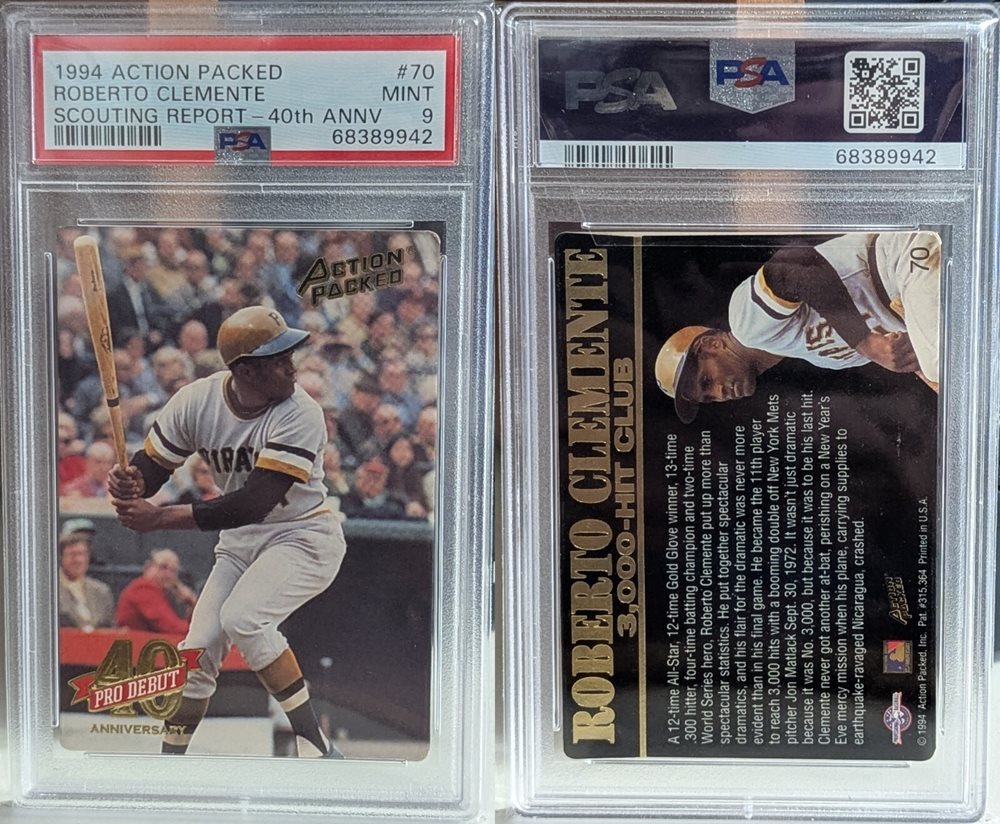 1994 ACTION PACKED #70
ROBERTO CLEMENTE MINT
SCOUTING REPORT - 40th ANNV 9
PSA 68389942
ACTION
PACKED
P
PIRA
40
PRO DEBUT
ANNIVERSARY
PSA PSA
68389942
ROBERTO CLEMENTE
3,000-HIT CLUB
A 12-time All-Star, 12-time Gold Glove winner, 13-time
.300 hitter, four-time batting champion and two-time
World Series hero, Roberto Clemente put up more than
spectacular statistics. He put together spectacular
dramatics, and his flair for the dramatic was never more
evident than in his final game. He became the 11th player
to reach 3,000 hits with a booming double off New York Mets
pitcher Jon Matlack Sept. 30, 1972. It wasn't just dramatic
because it was No. 3,000, but because it was to be his last hit.
Clemente never got another at-bat, perishing on a New Year's
Eve mercy mission when his plane, carrying supplies to
earthquake-ravaged Nicaragua, crashed.
ACTION
PACKED
© 1994 Action Packed, Inc. Pat. #315,364 Printed in U.S.A.
70